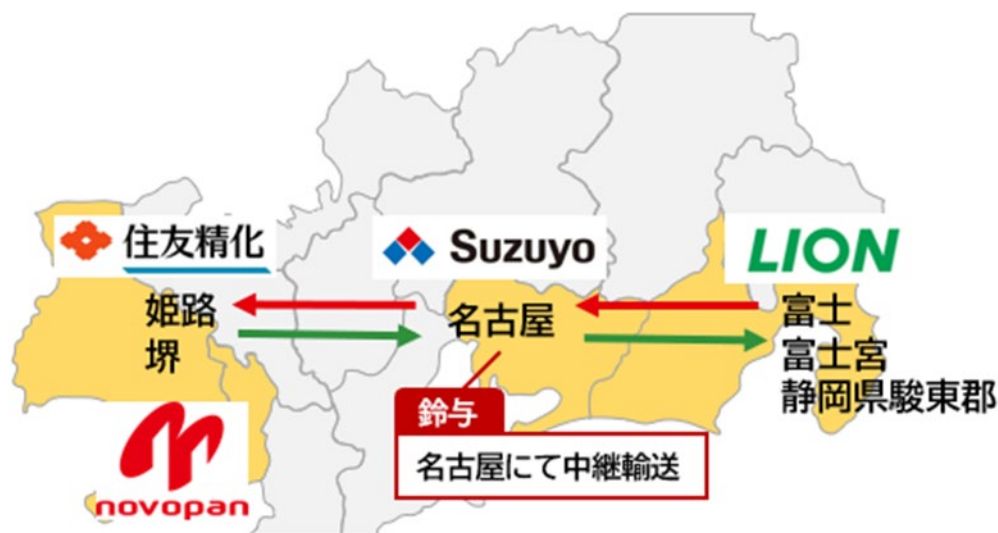 住友精化
姫路
堺
novopan
Suzuyo
名古屋
鈴与
名古屋にて中継輸送
LION
富士
富士宮
静岡県駿東郡